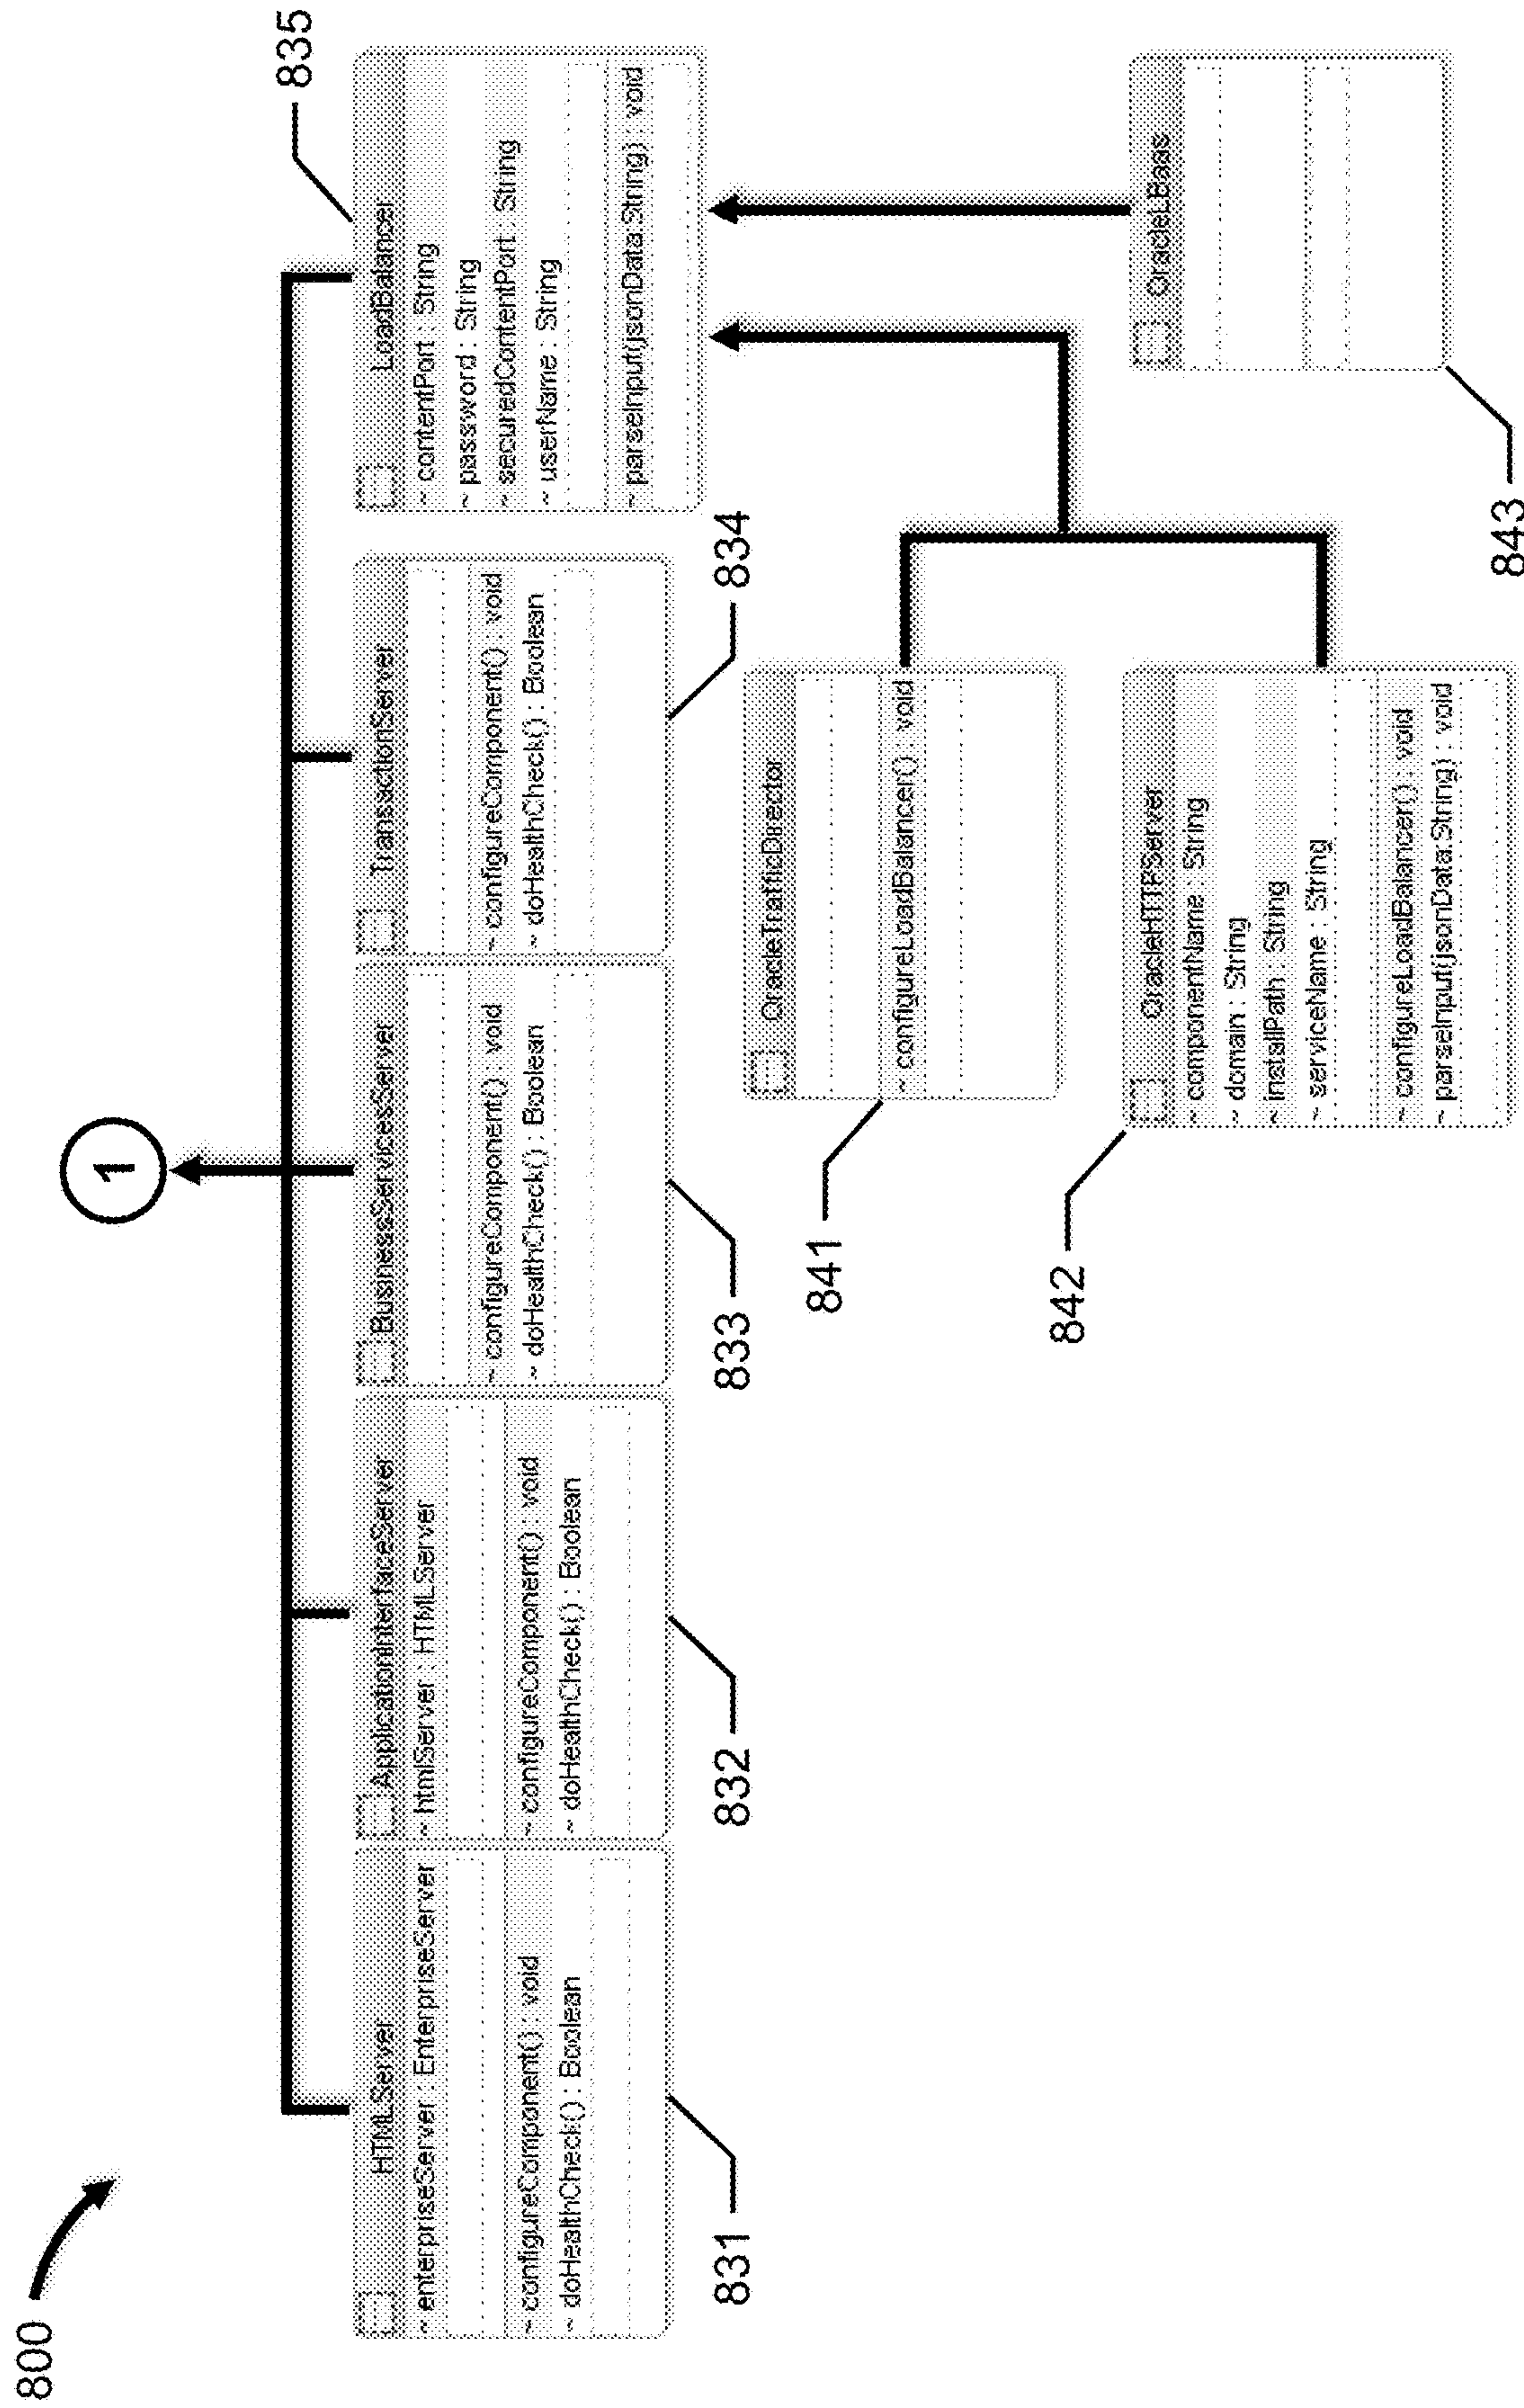 800
1
HTMLServer
~ enterpriseServer : EnterpriseServer
~ configureComponent() : void
~ doHealthCheck() : Boolean
831
ApplicationInterfaceServer
~ htmlServer : HTMLServer
~ configureComponent() : void
~ doHealthCheck() : Boolean
832
BusinessServicesServer
~ configureComponent() : void
~ doHealthCheck() : Boolean
833
TransactionServer
~ configureComponent() : void
~ doHealthCheck() : Boolean
834
835
LoadBalancer
~ contentPort : String
~ password : String
~ securedContentPort : String
~ userName : String
~ parseInput(jsonData:String) : void
841
OracleTrafficDirector
~ configureLoadBalancer() : void
842
OracleHTTPServer
~ componentName : String
~ domain : String
~ installPath : String
~ serviceName : String
~ configureLoadBalancer() : void
~ parseInput(jsonData:String) : void
OracleLBaas
843